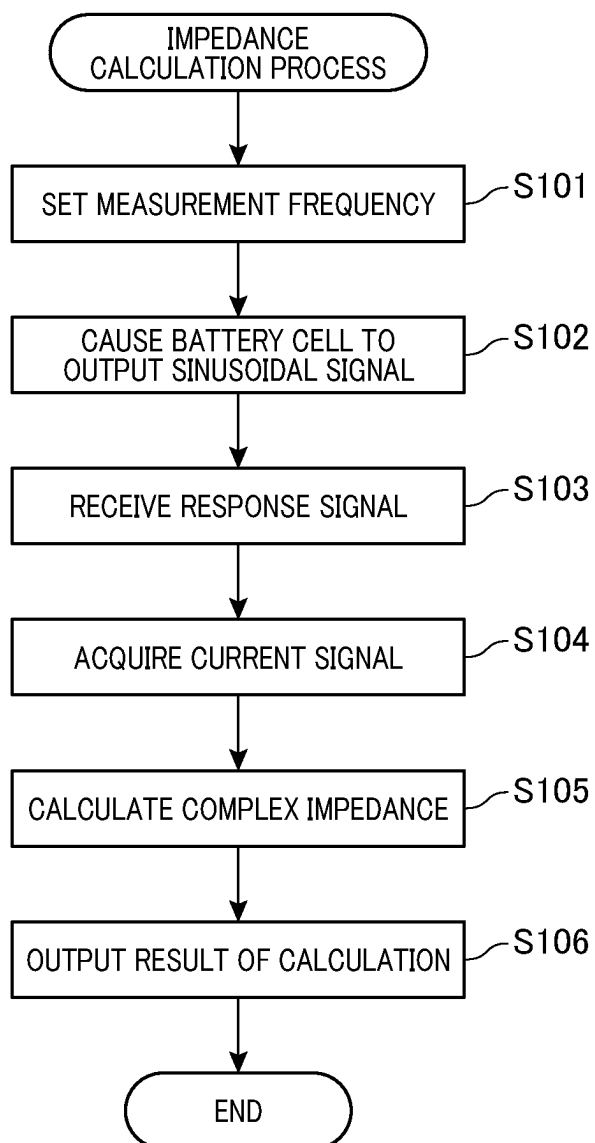 IMPEDANCE
CALCULATION PROCESS
SET MEASUREMENT FREQUENCY
S101
CAUSE BATTERY CELL TO
OUTPUT SINUSOIDAL SIGNAL
S102
RECEIVE RESPONSE SIGNAL
S103
ACQUIRE CURRENT SIGNAL
S104
CALCULATE COMPLEX IMPEDANCE
S105
OUTPUT RESULT OF CALCULATION
S106
END